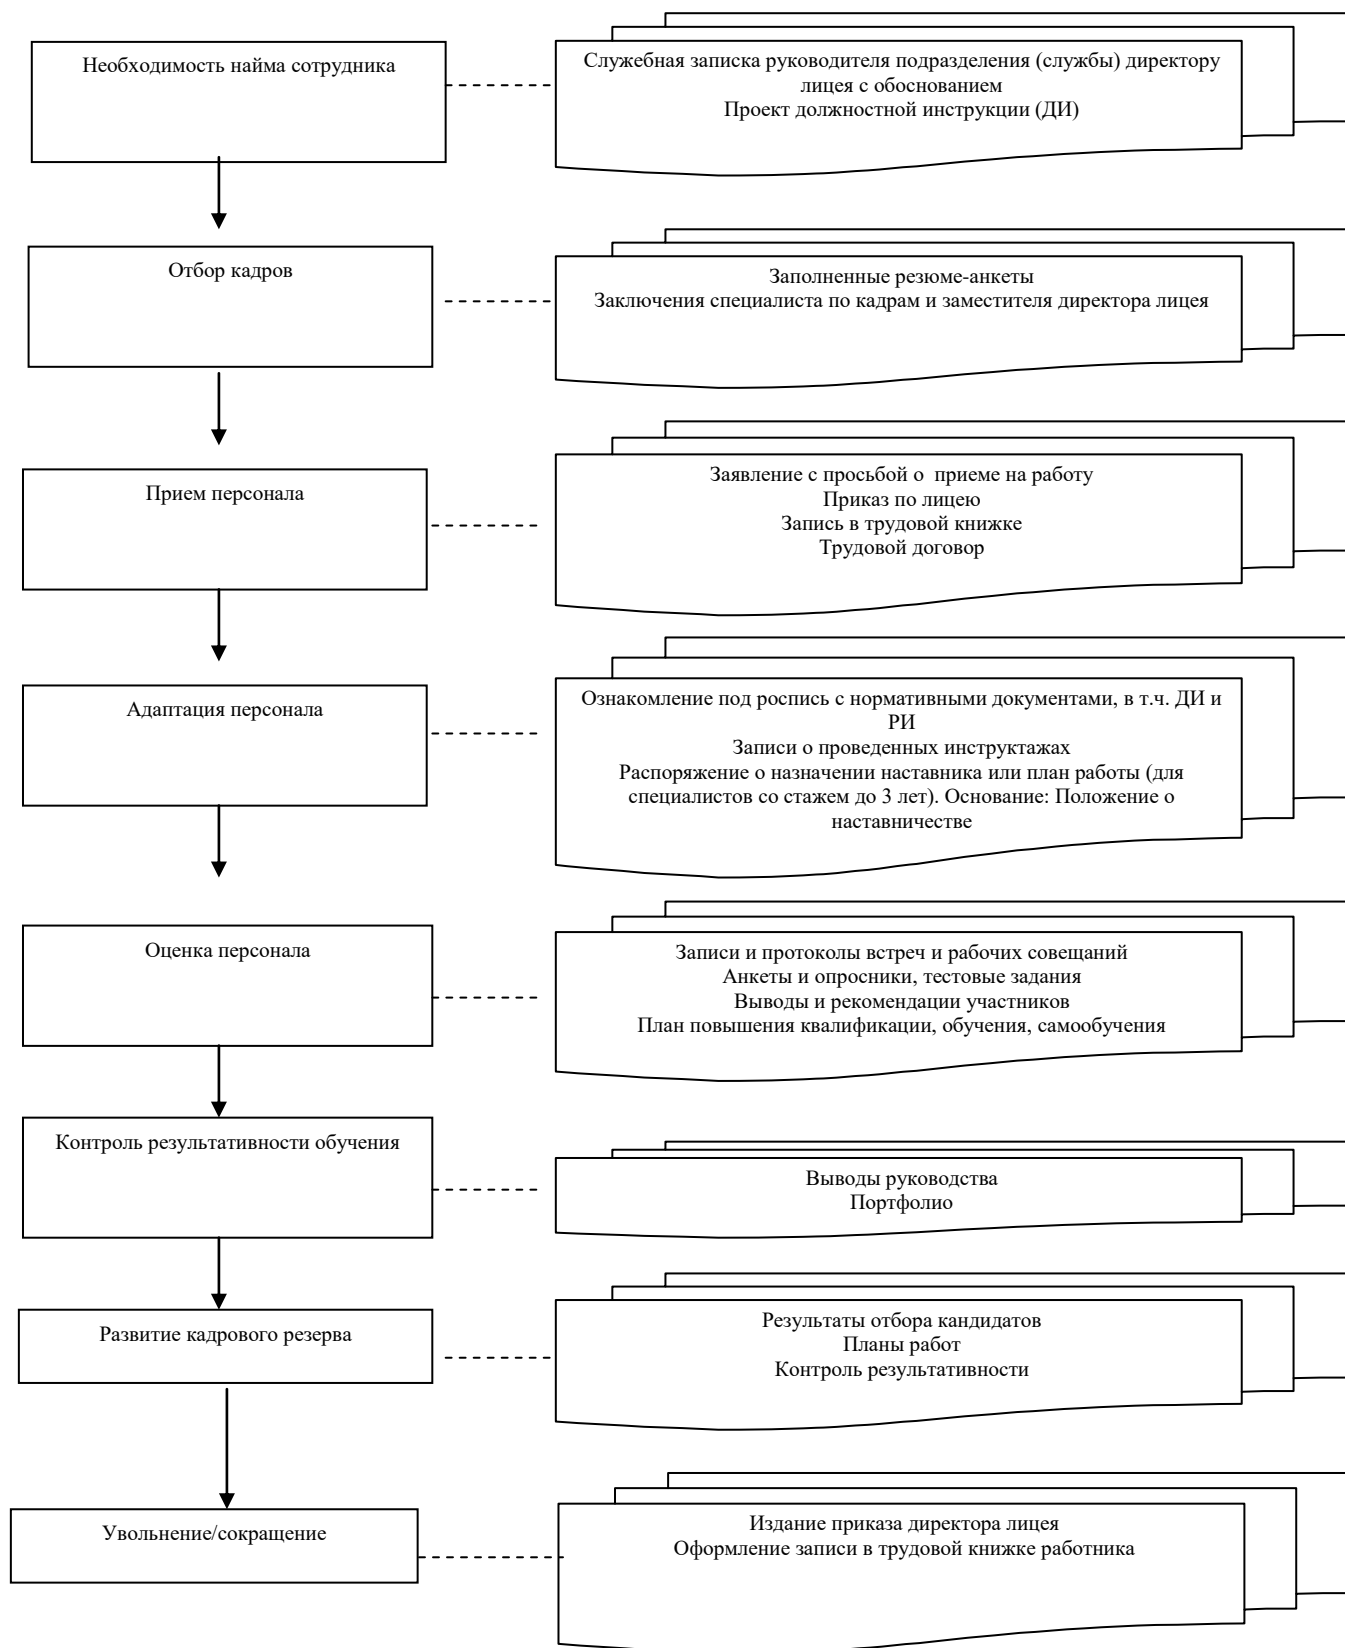 Необходимость найма сотрудника
Служебная записка руководителя подразделения (службы) директору
лицея с обоснованием
Проект должностной инструкции (ДИ)
Отбор кадров
Заполненные резюме-анкеты
Заключения специалиста по кадрам и заместителя директора лицея
Прием персонала
Заявление с просьбой о приеме на работу
Приказ по лицею
Запись в трудовой книжке
Трудовой договор
Адаптация персонала
Ознакомление под роспись с нормативными документами, в т.ч. ДИ и
РИ
Записи о проведенных инструктажах
Распоряжение о назначении наставника или план работы (для
специалистов со стажем до 3 лет). Основание: Положение о
наставничестве
Оценка персонала
Записи и протоколы встреч и рабочих совещаний
Анкеты и опросники, тестовые задания
Выводы и рекомендации участников
План повышения квалификации, обучения, самообучения
Контроль результативности обучения
Выводы руководства
Портфолио
Развитие кадрового резерва
Результаты отбора кандидатов
Планы работ
Контроль результативности
Увольнение/сокращение
Издание приказа директора лицея
Оформление записи в трудовой книжке работника